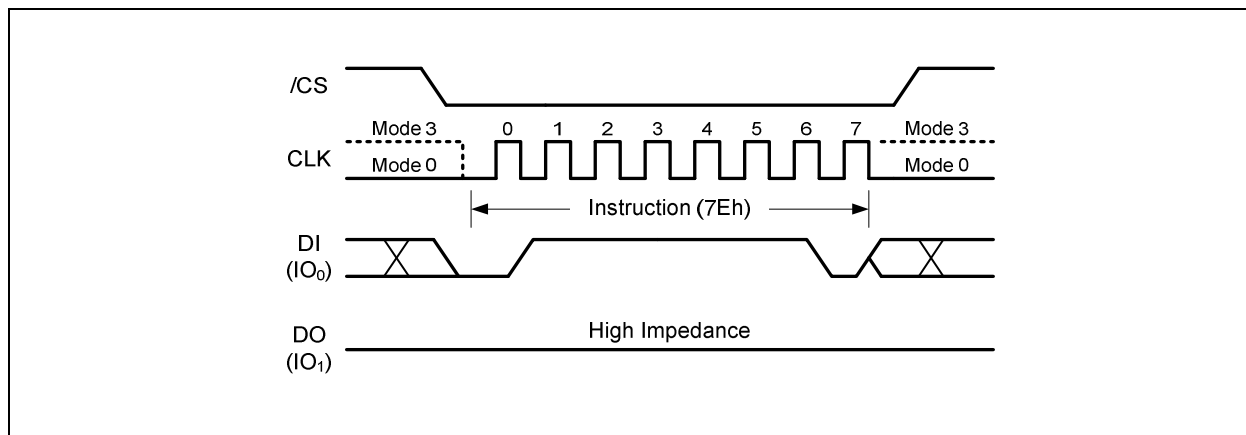 /CS
Mode 3 0 1 2 3 4 5 6 7 Mode 3
CLK
Mode 0 Mode 0
Instruction (7Eh)
DI
(IO₀)
High Impedance
DO
(IO₁)